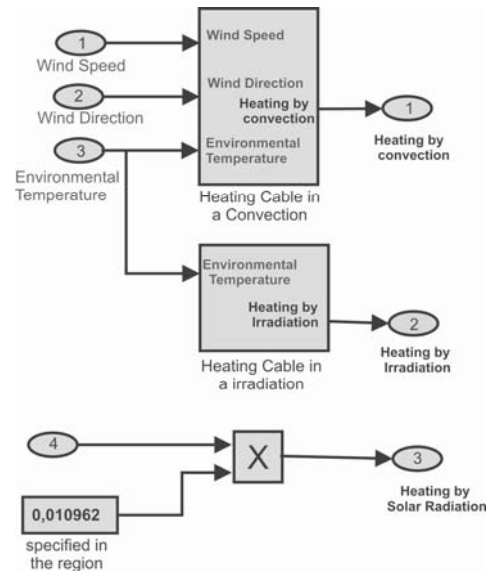 1
Wind Speed
2
Wind Direction
3
Environmental
Temperature
Wind Speed
Wind Direction
Heating by
convection
Environmental
Temperature
Heating Cable in
a Convection
1
Heating by
convection
Environmental
Temperature
Heating by
Irradiation
Heating Cable in
a irradiation
2
Heating by
Irradiation
4
X
3
Heating by
Solar Radiation
0,010962
specified in
the region